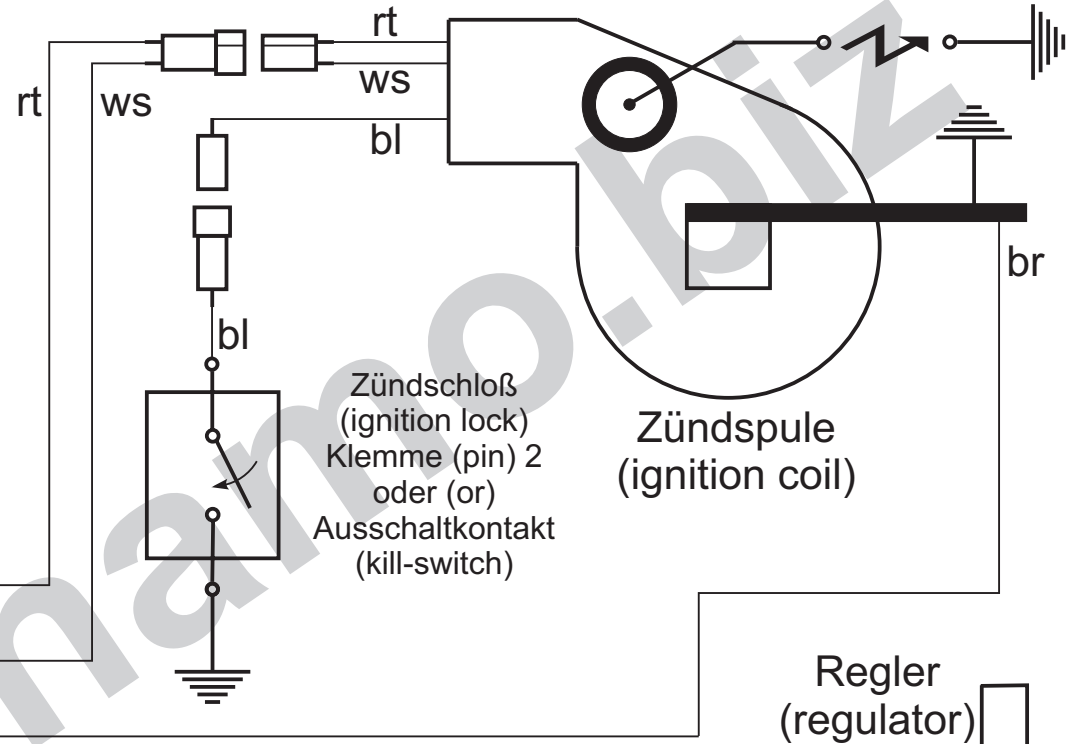 rt
ws
rt
ws
bl
bl
br
Zündschloß
(ignition lock)
Klemme (pin) 2
oder (or)
Ausschaltkontakt
(kill-switch)
Zündspule
(ignition coil)
Regler
(regulator)
namo.biz